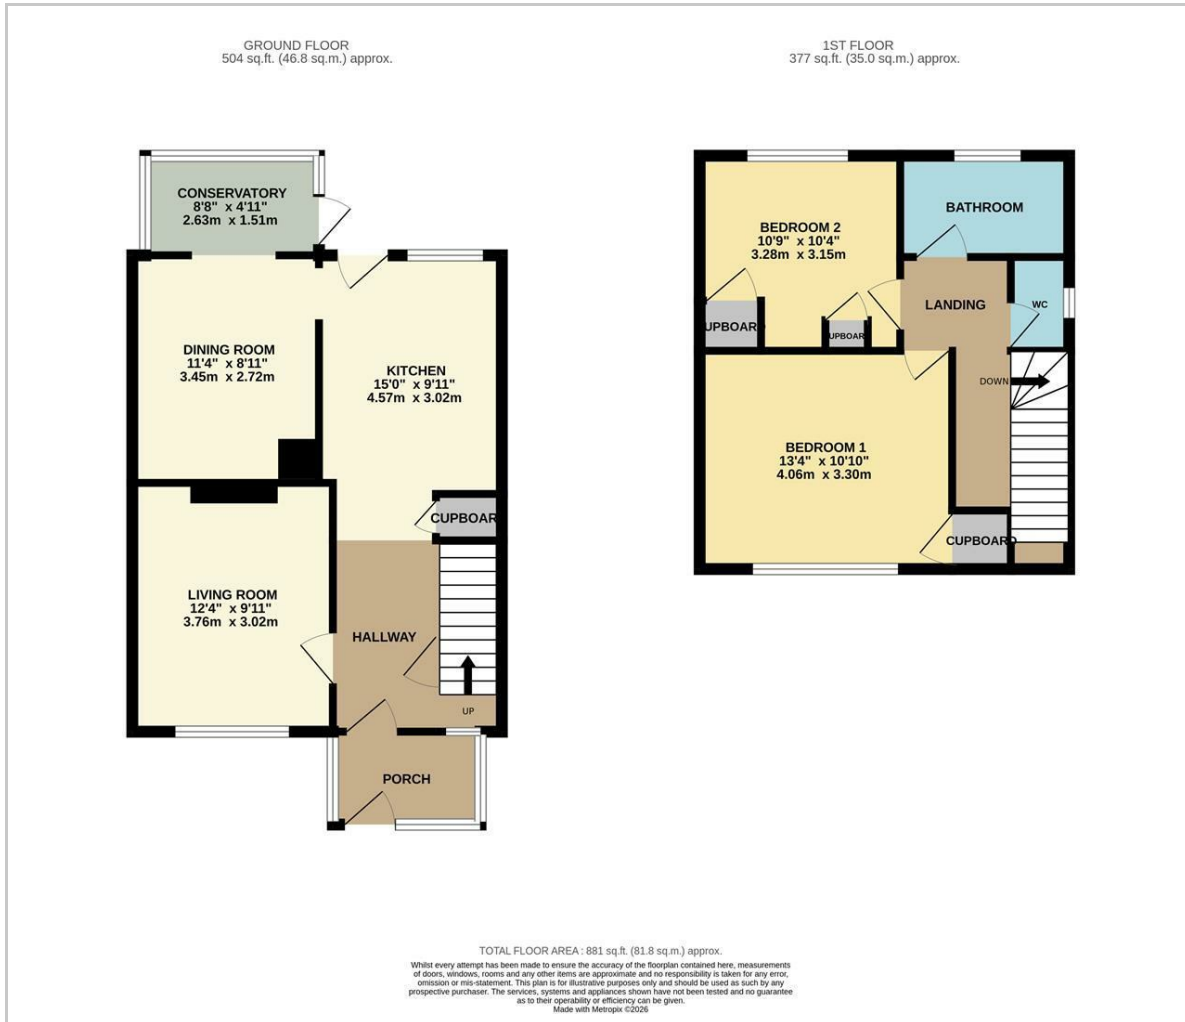 GROUND FLOOR
504 sq.ft. (46.8 sq.m.) approx.
1ST FLOOR
377 sq.ft. (35.0 sq.m.) approx.
CONSERVATORY
8'8" x 4'11"
2.63m x 1.51m
DINING ROOM
11'4" x 8'11"
3.45m x 2.72m
KITCHEN
15'0" x 9'11"
4.57m x 3.02m
CUPBOAR
LIVING ROOM
12'4" x 9'11"
3.76m x 3.02m
HALLWAY
UP
PORCH
BEDROOM 2
10'9" x 10'4"
3.28m x 3.15m
BATHROOM
LANDING
WC
UPBOARD
UPBOAR
DOWN
BEDROOM 1
13'4" x 10'10"
4.06m x 3.30m
CUPBOARD
TOTAL FLOOR AREA : 881 sq.ft. (81.8 sq.m.) approx.
Whilst every attempt has been made to ensure the accuracy of the floorplan contained here, measurements
of doors, windows, rooms and any other items are approximate and no responsibility is taken for any error,
omission or mis-statement. This plan is for illustrative purposes only and should be used as such by any
prospective purchaser. The services, systems and appliances shown have not been tested and no guarantee
as to their operability or efficiency can be given.
Made with Metropix ©2026